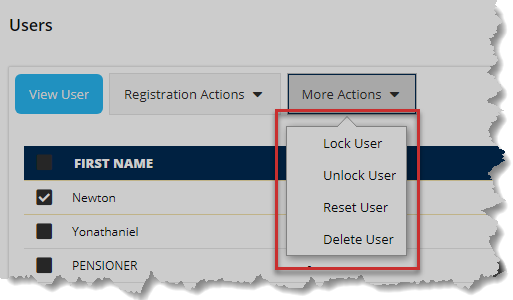 Users
View User
Registration Actions
More Actions
Lock User
Unlock User
Reset User
Delete User
FIRST NAME
Newton
Yonathaniel
PENSIONER